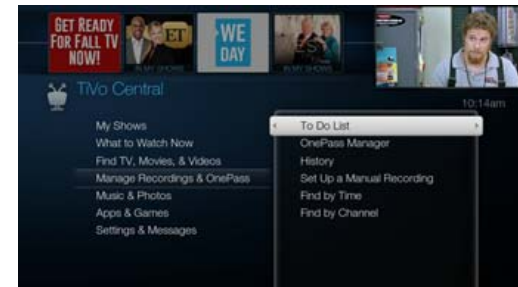 GET READY
FOR FALL TV
NOW!
ET
WE
DAY
IN MY SHOWS
IN MY SHOWS
TiVo Central
10:14am
My Shows
What to Watch Now
Find TV, Movies, & Videos
Manage Recordings & OnePass
Music & Photos
Apps & Games
Settings & Messages
To Do List
OnePass Manager
History
Set Up a Manual Recording
Find by Time
Find by Channel